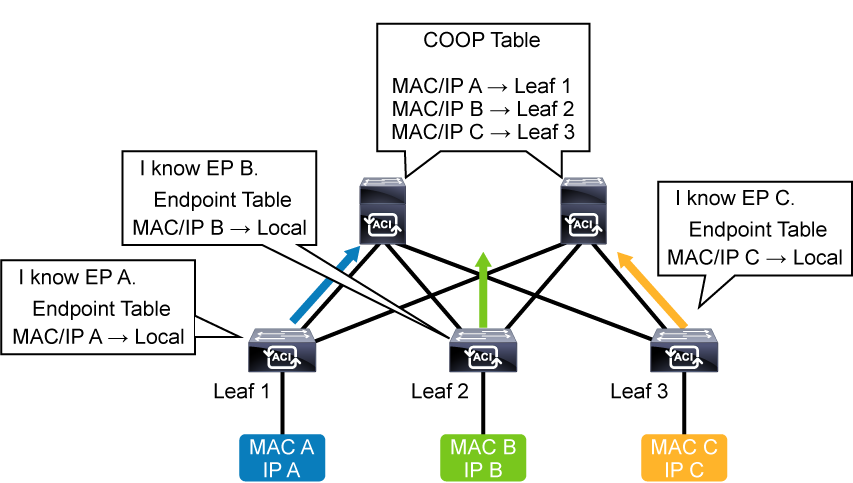 COOP Table
MAC/IP A → Leaf 1
MAC/IP B → Leaf 2
MAC/IP C → Leaf 3
I know EP B.
Endpoint Table
MAC/IP B → Local
I know EP C.
Endpoint Table
MAC/IP C → Local
I know EP A.
Endpoint Table
MAC/IP A → Local
ACI
ACI
ACI
ACI
ACI
Leaf 1
Leaf 2
Leaf 3
MAC A
IP A
MAC B
IP B
MAC C
IP C